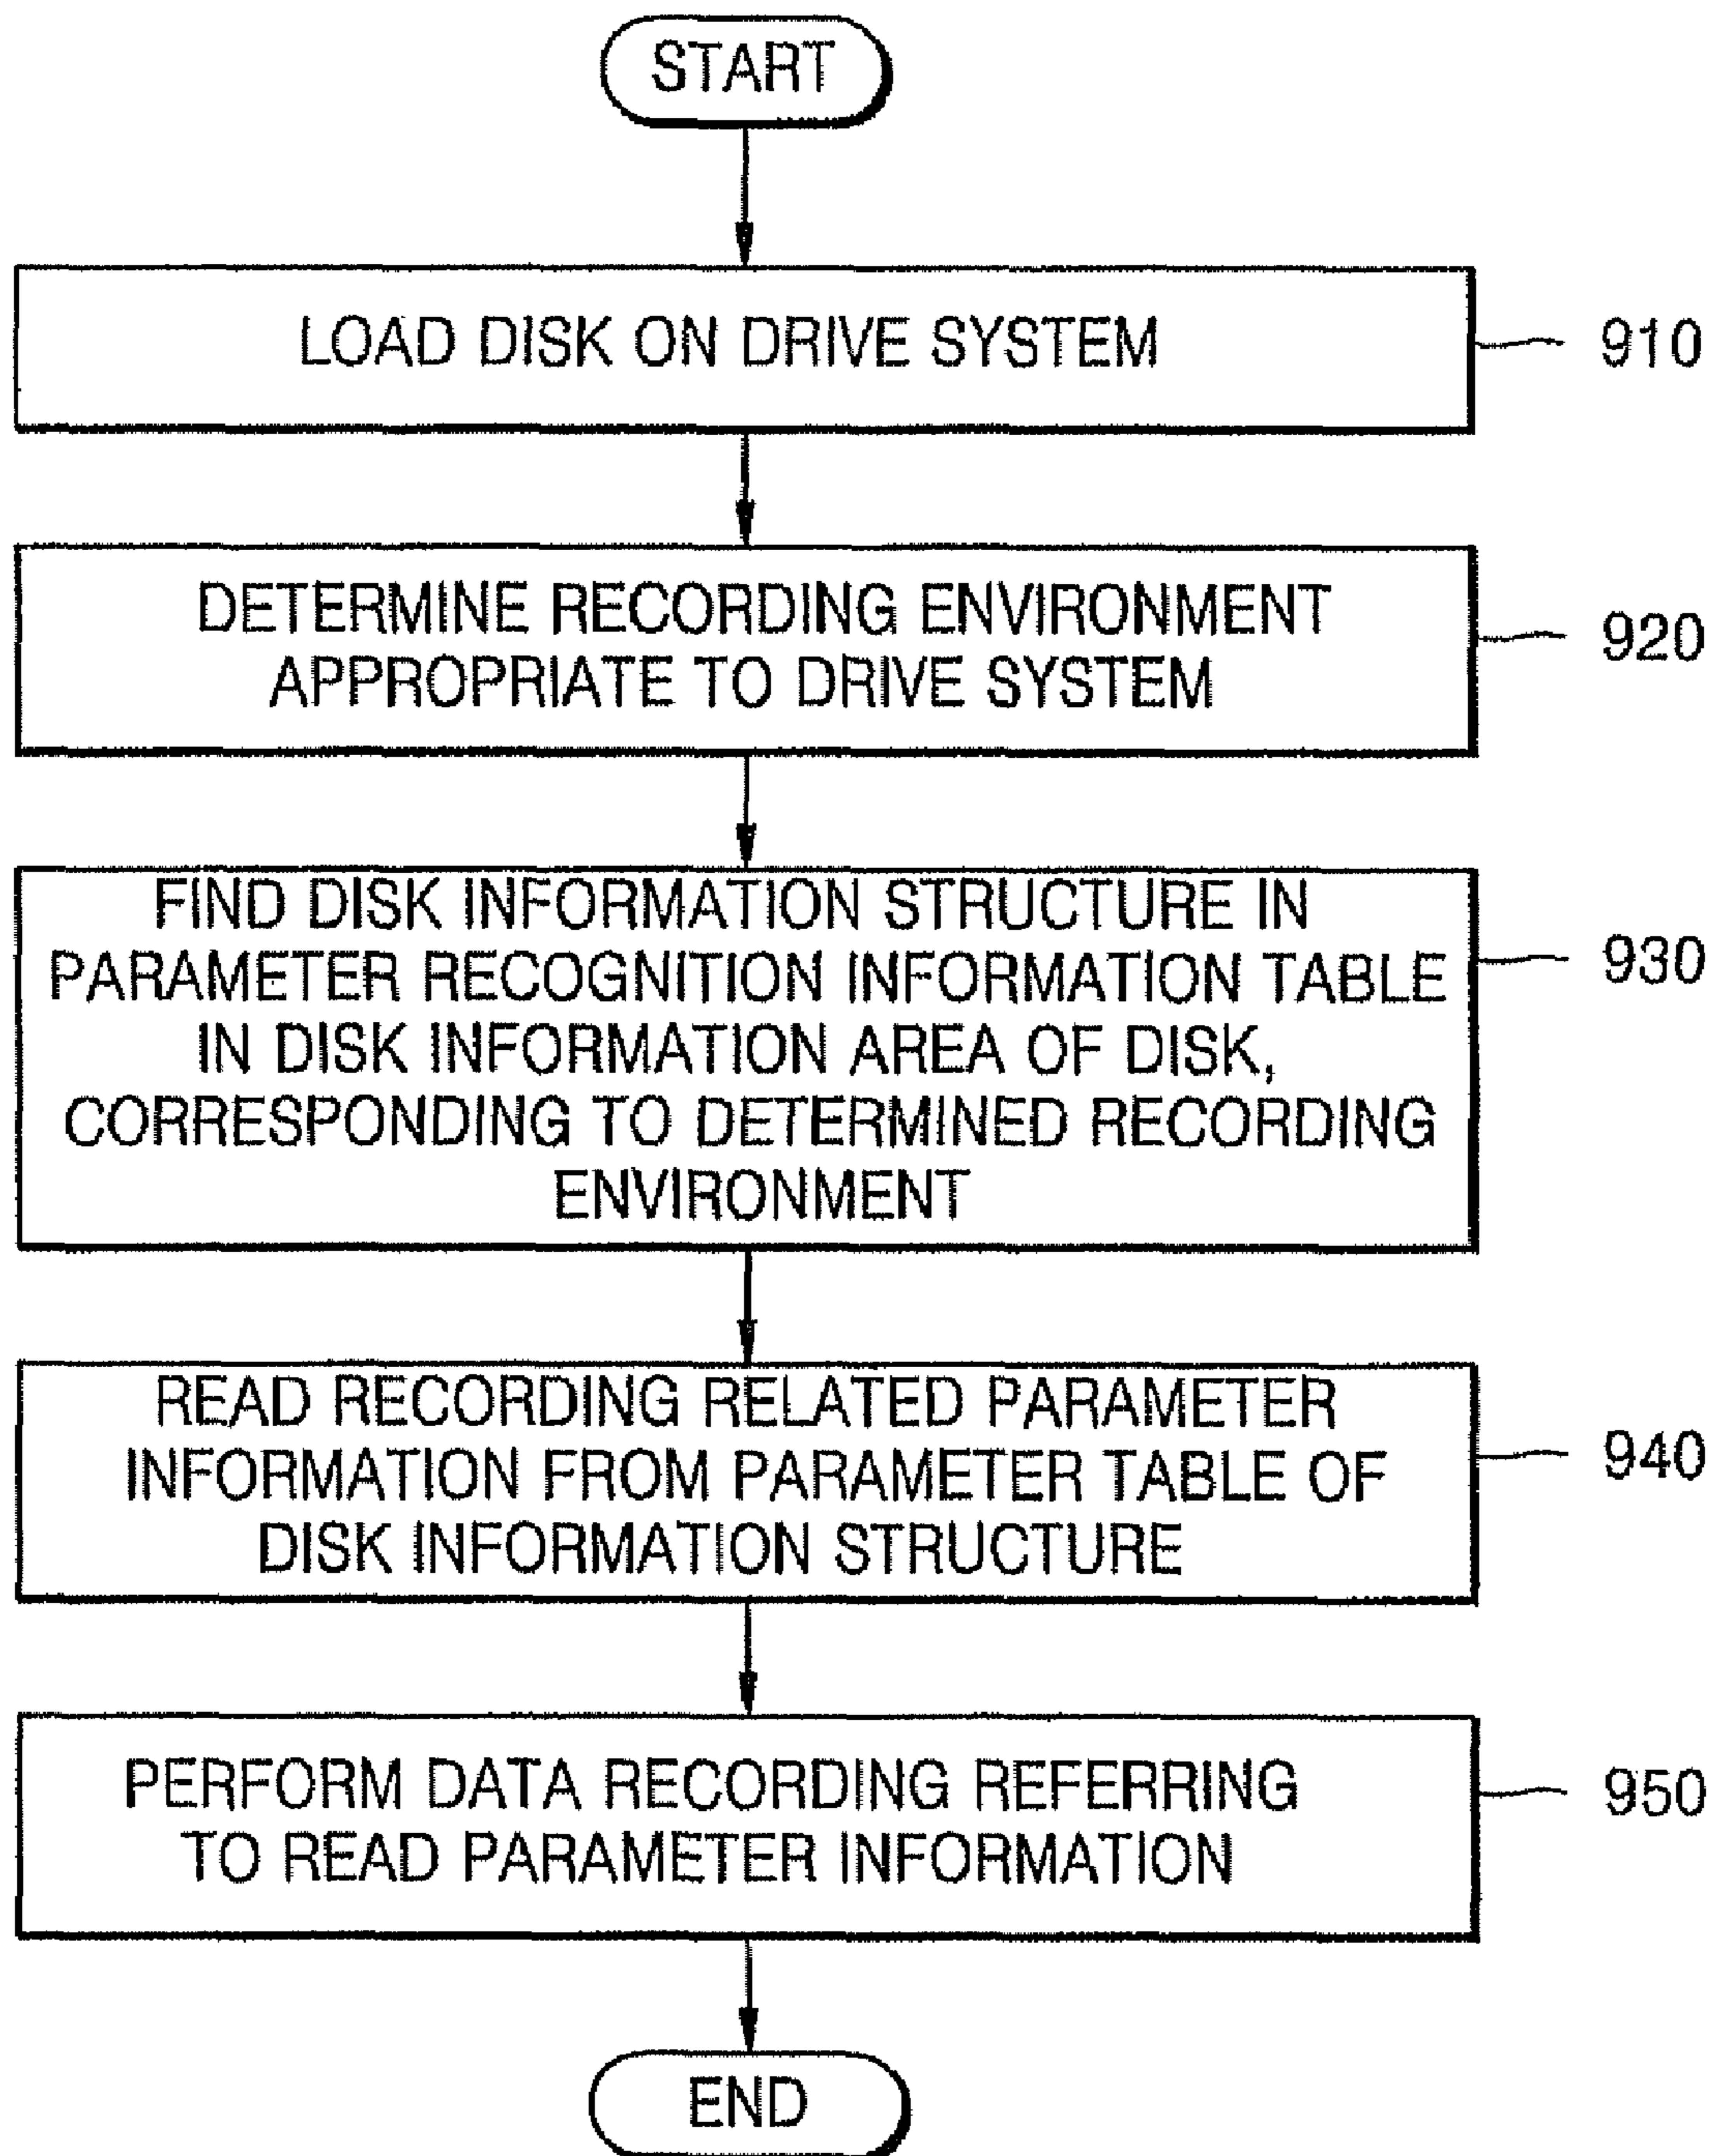 START
LOAD DISK ON DRIVE SYSTEM
910
DETERMINE RECORDING ENVIRONMENT
APPROPRIATE TO DRIVE SYSTEM
920
FIND DISK INFORMATION STRUCTURE IN
PARAMETER RECOGNITION INFORMATION TABLE
IN DISK INFORMATION AREA OF DISK,
CORRESPONDING TO DETERMINED RECORDING
ENVIRONMENT
930
READ RECORDING RELATED PARAMETER
INFORMATION FROM PARAMETER TABLE OF
DISK INFORMATION STRUCTURE
940
PERFORM DATA RECORDING REFERRING
TO READ PARAMETER INFORMATION
950
END